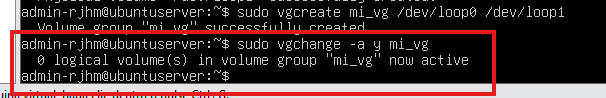 admin-rjhm@ubuntuserver:~$ sudo vgcreate mi_vg /dev/loop0 /dev/loop1
Volume group "mi_vg" successfully created
admin-rjhm@ubuntuserver:~$ sudo vgchange -a y mi_vg
0 logical volume(s) in volume group "mi_vg" now active
admin-rjhm@ubuntuserver:~$